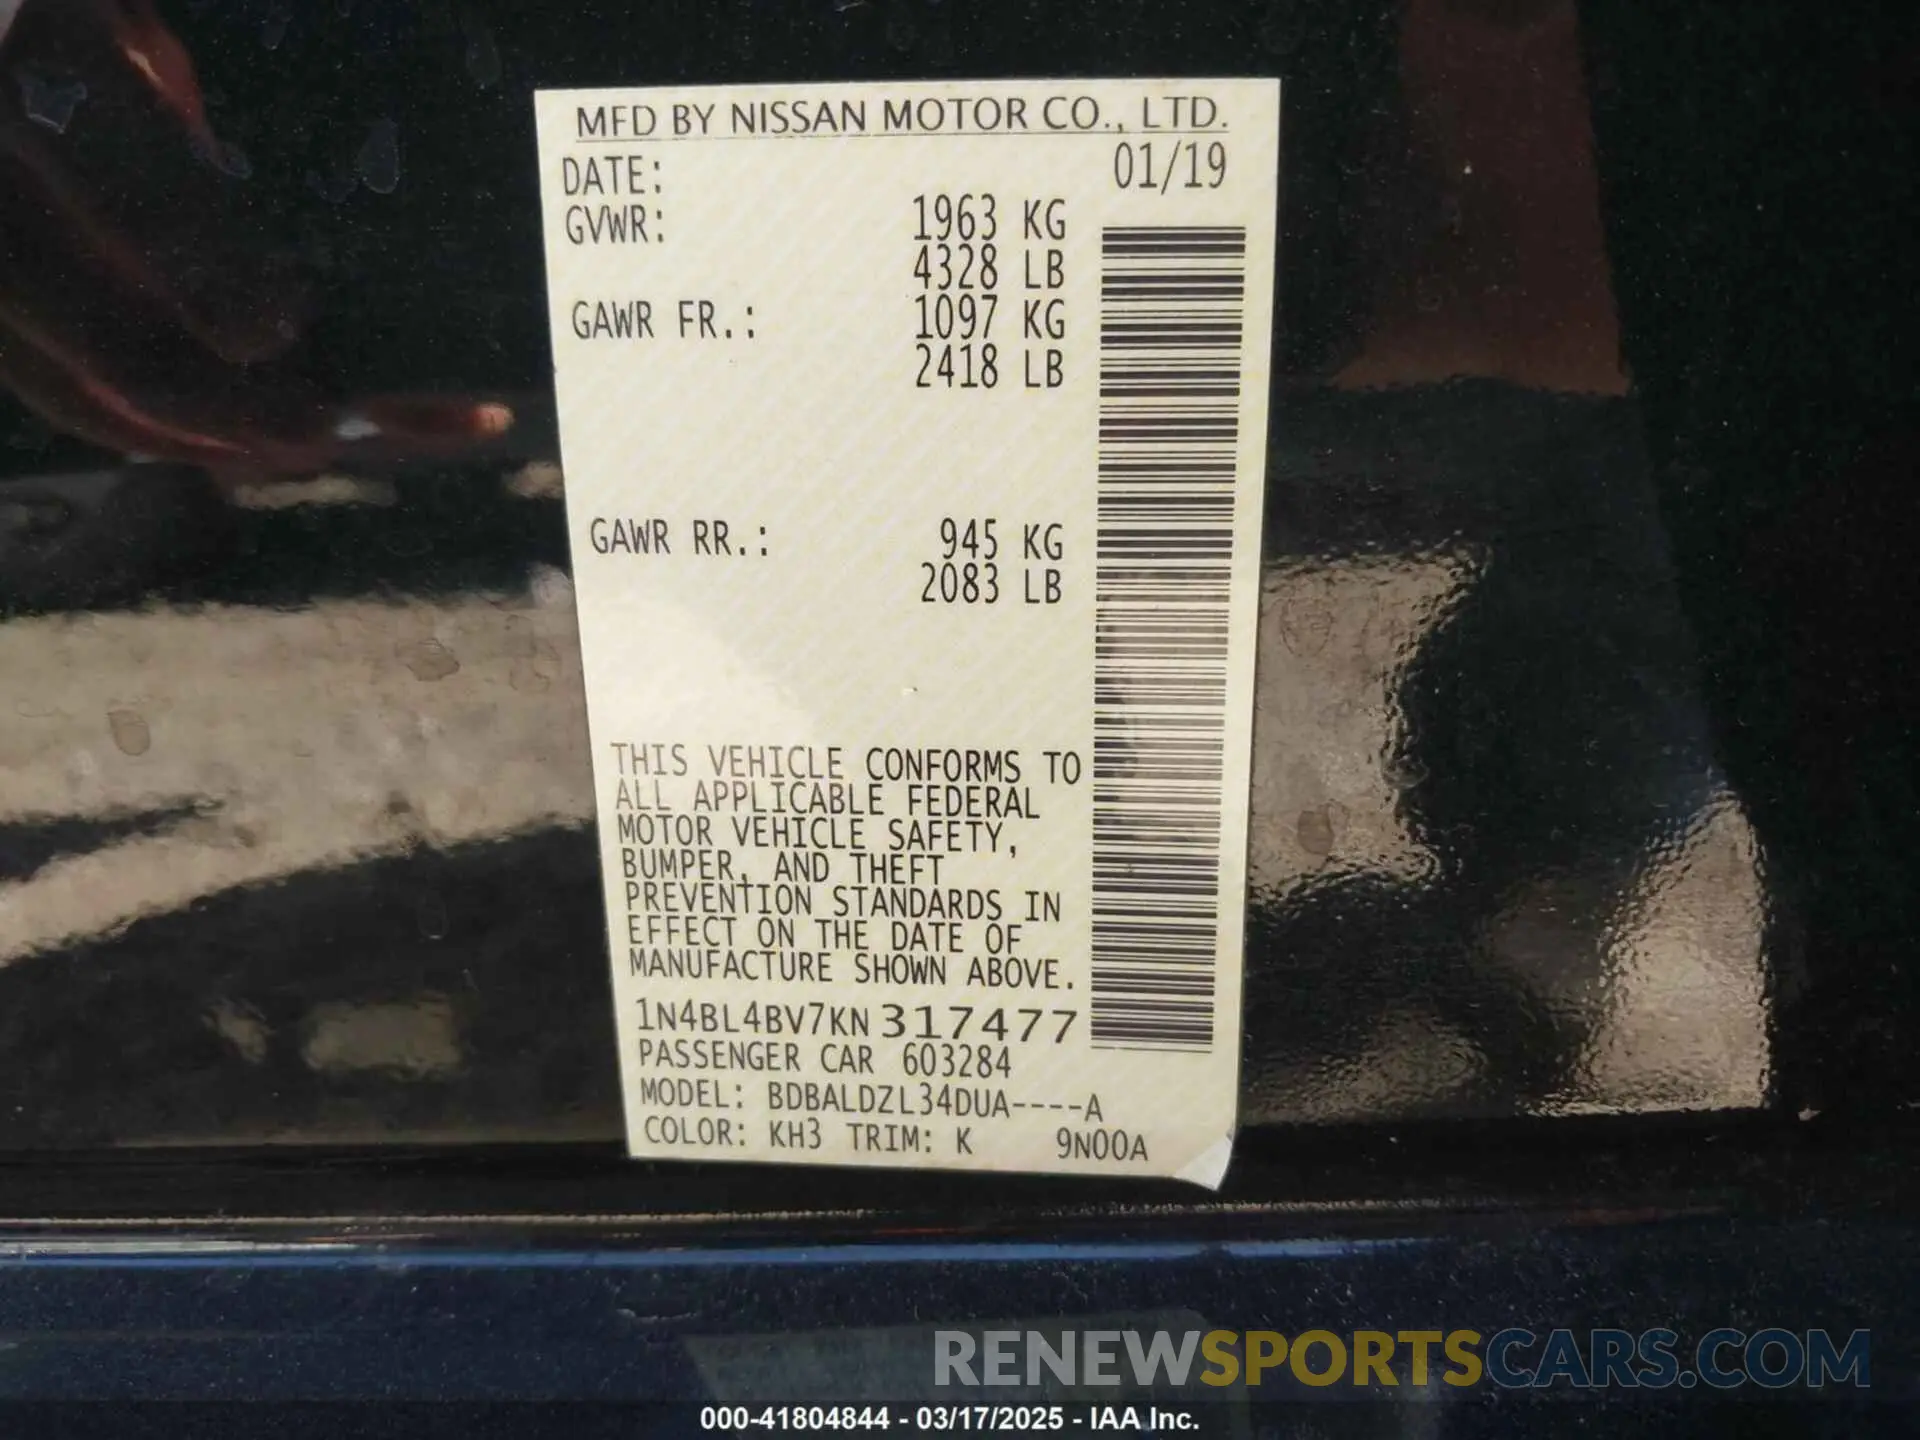 MFD BY NISSAN MOTOR CO., LTD.
DATE: 01/19
GVWR: 1963 KG
4328 LB
GAWR FR.: 1097 KG
2418 LB
GAWR RR.: 945 KG
2083 LB
THIS VEHICLE CONFORMS TO
ALL APPLICABLE FEDERAL
MOTOR VEHICLE SAFETY,
BUMPER, AND THEFT
PREVENTION STANDARDS IN
EFFECT ON THE DATE OF
MANUFACTURE SHOWN ABOVE.
1N4BL4BV7KN317477
PASSENGER CAR 603284
MODEL: BDBALDZL34DUA----A
COLOR: KH3 TRIM: K 9N00A
RENEWSPORTSCARS.COM
000-41804844 - 03/17/2025 - IAA Inc.